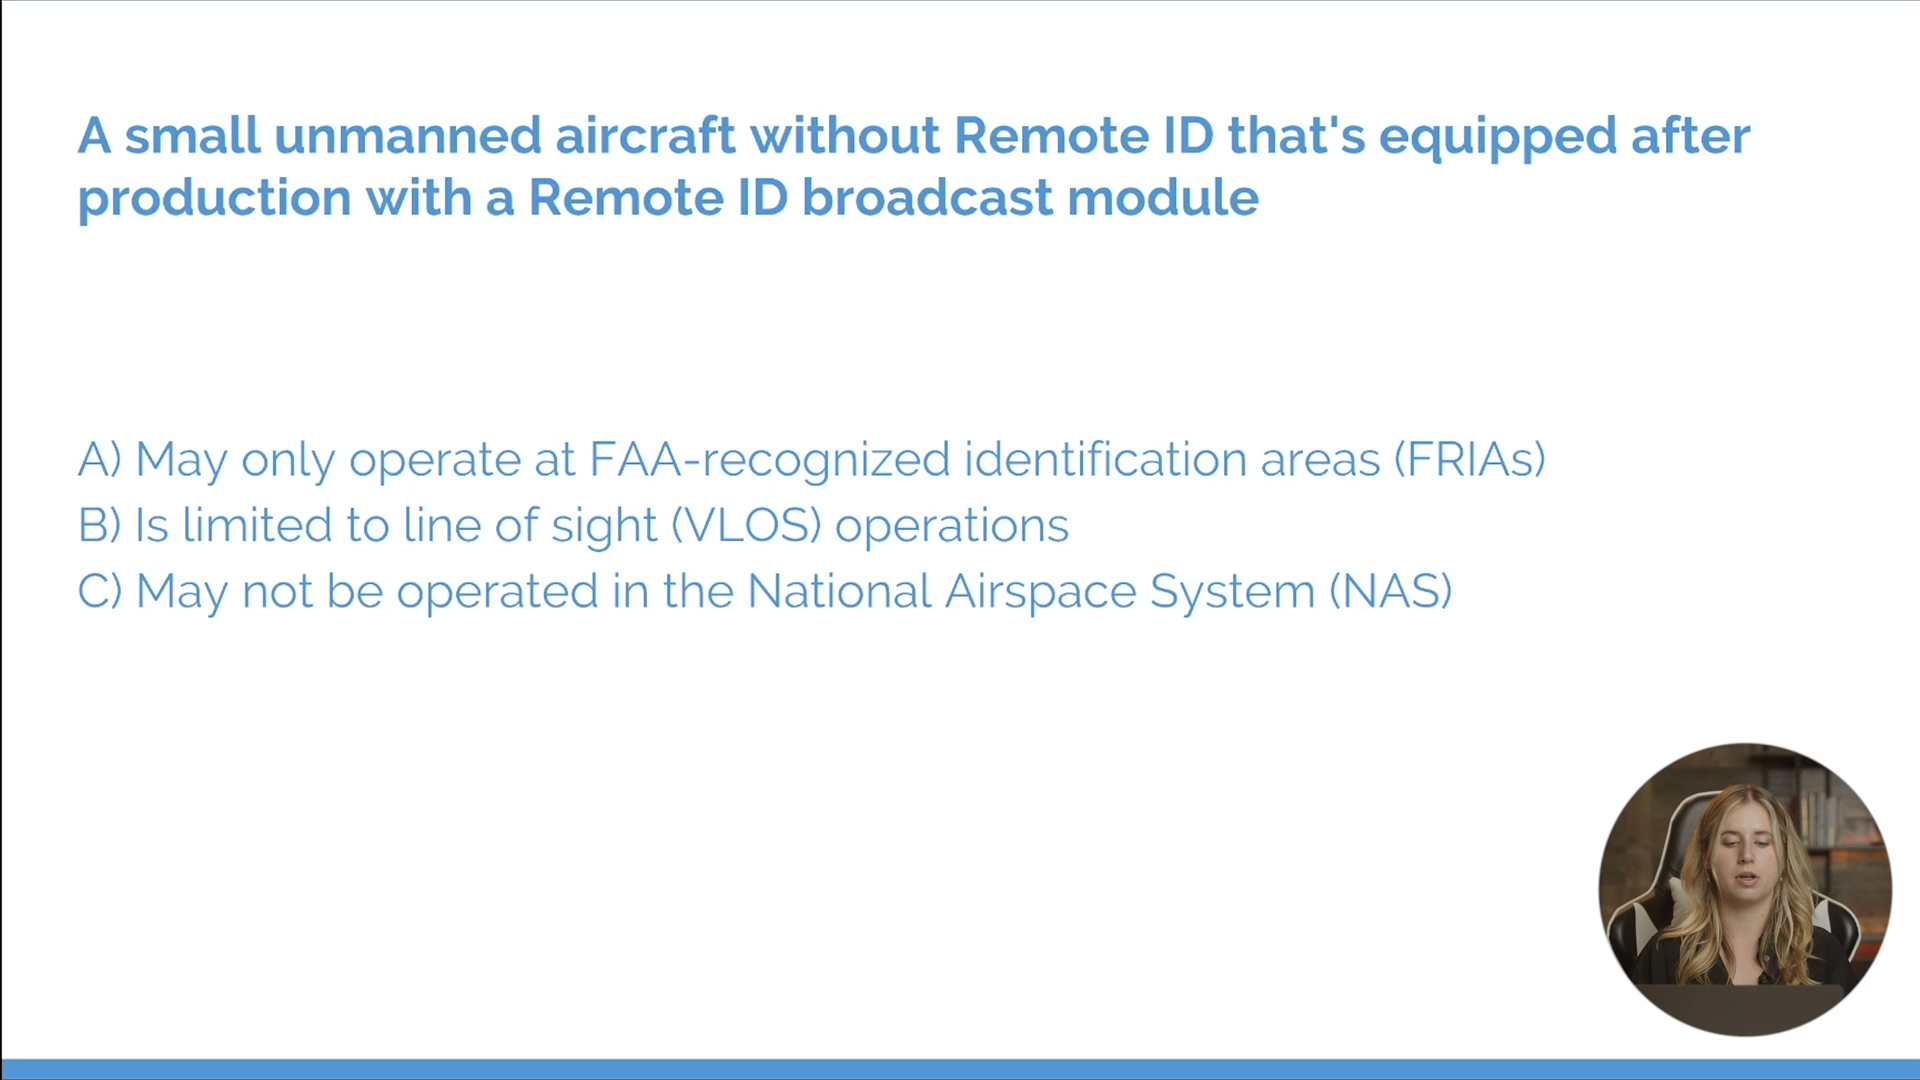 A small unmanned aircraft without Remote ID that's equipped after
production with a Remote ID broadcast module
A) May only operate at FAA-recognized identification areas (FRIAs)
B) Is limited to line of sight (VLOS) operations
C) May not be operated in the National Airspace System (NAS)